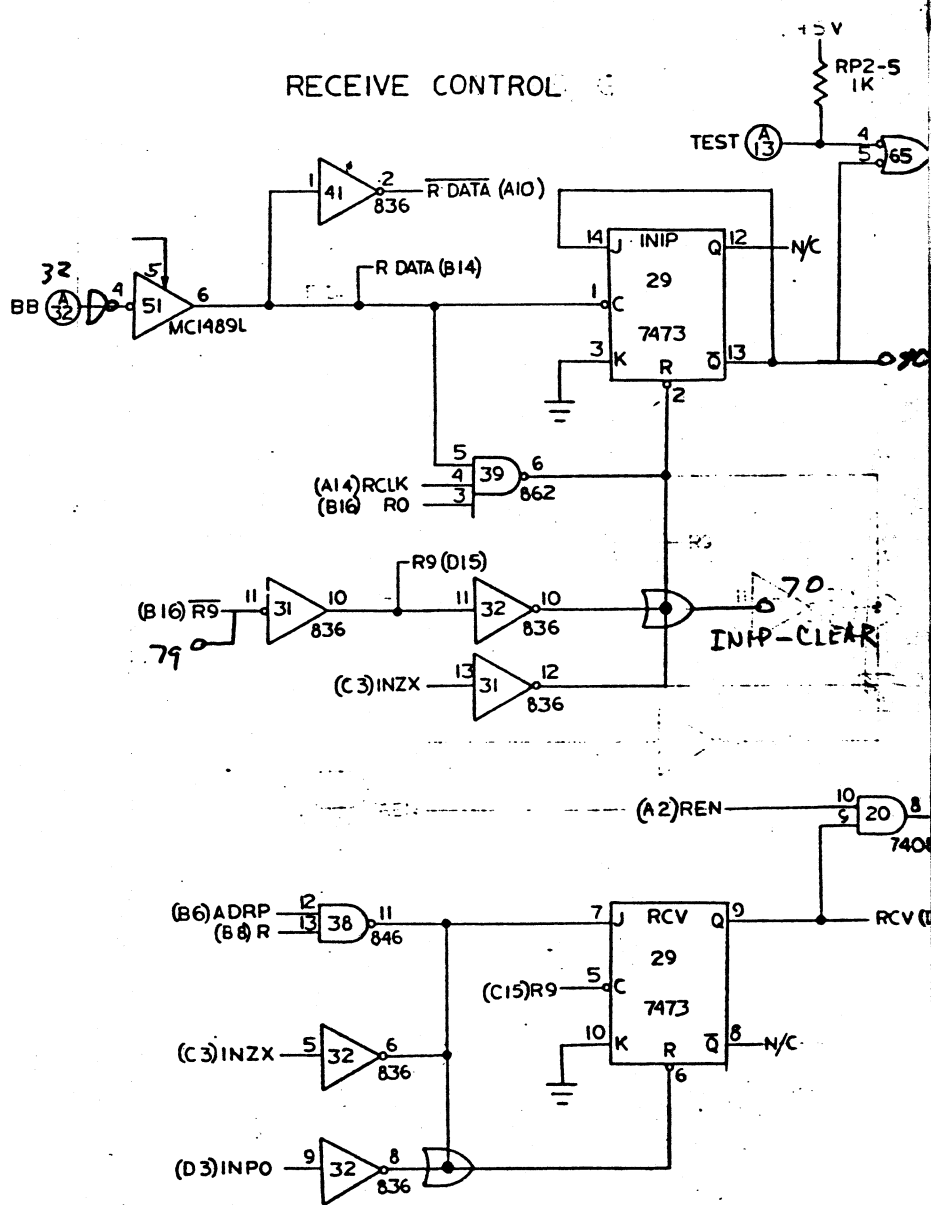 +5V
RP2-5
1K
RECEIVE CONTROL
TEST A 13
4
5
65
1 41 2
836
R DATA (A10)
14 J INIP Q 12 N/C
R DATA (B14)
29
32
BB A 32
4
5
51
6
MC1489L
1 C
7473
3 K R Q 13
2
5
(A14)RCLK 4 39 6
(B16) R0 3 862
R9(D15)
(B16) R9 11 31 10
836
11 32 10
836
11
70
79
INIP-CLEAR
(C3)INZX 13 31 12
836
(A2)REN 10
9
20
8
(B6)ADRP 12
(B8)R 13
38
11
846
7 J RCV Q 9
29
(C15)R9 5 C
7473
10 K R Q 8 N/C
6
(C3)INZX 5 32 6
836
(D3)INPO 9 32 8
836